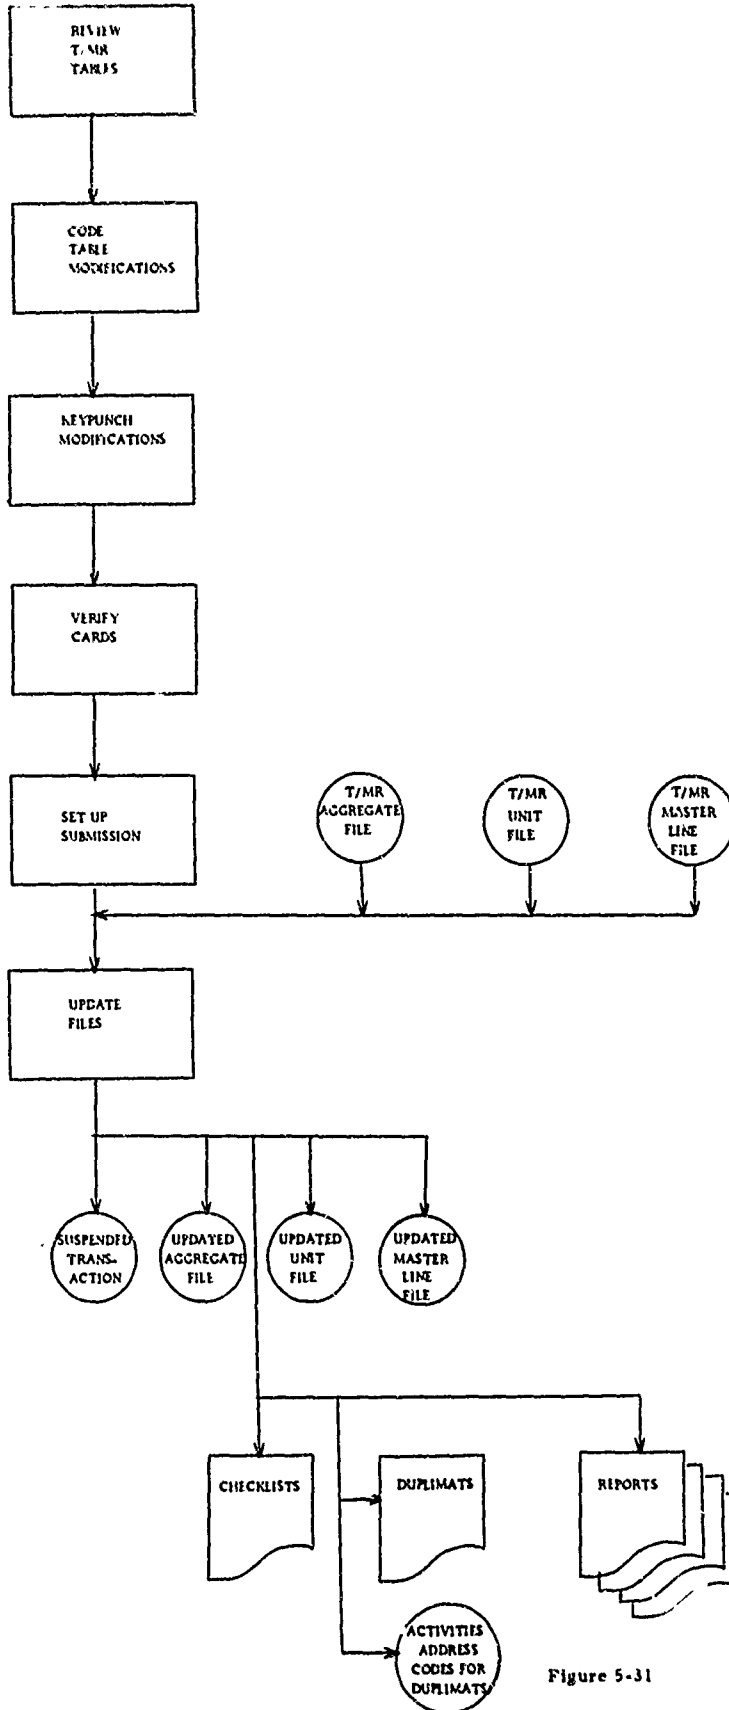 REVIEW
T/MR
TABLES
CODE
TABLE
MODIFICATIONS
KEYPUNCH
MODIFICATIONS
VERIFY
CARDS
SET UP
SUBMISSION
T/MR
AGGREGATE
FILE
T/MR
UNIT
FILE
T/MR
MASTER
LINE
FILE
UPDATE
FILES
SUSPENDED
TRANS-
ACTION
UPDATED
AGGREGATE
FILE
UPDATED
UNIT
FILE
UPDATED
MASTER
LINE
FILE
CHECKLISTS
DUPLIMATS
REPORTS
ACTIVITIES
ADDRESS
CODES FOR
DUPLIMATS
Figure 5-31